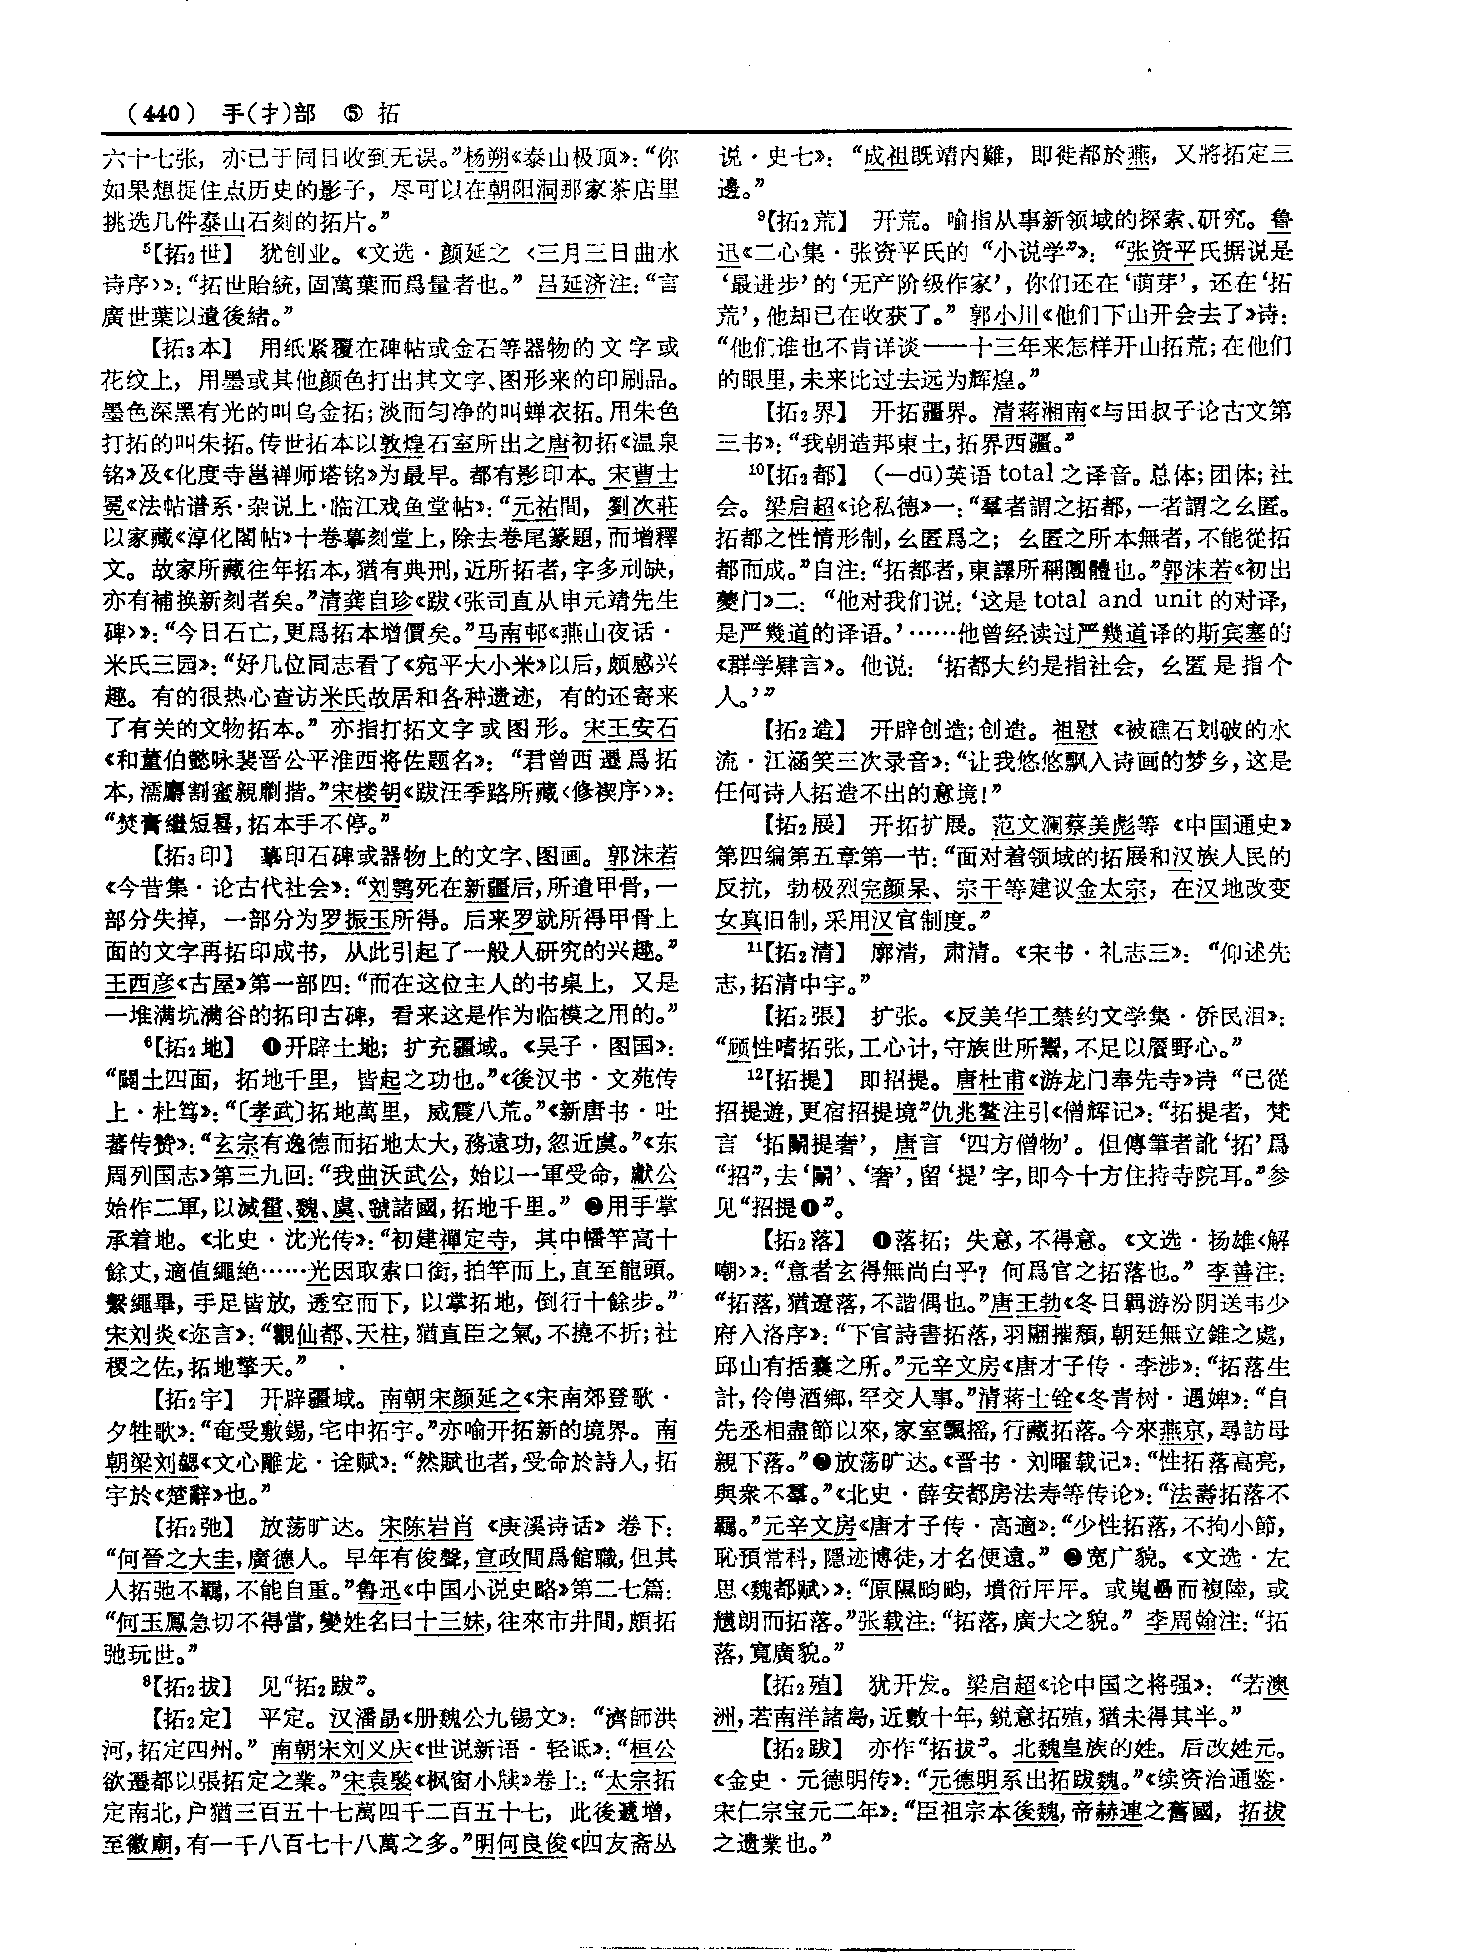 (440) 手(扌)部 ⑤ 拓
六十七张，亦已于同日收到无误。”杨朔《泰山极顶》：“你
如果想捉住点历史的影子，尽可以在朝阳洞那家茶店里
挑选几件泰山石刻的拓片。”
⁵【拓₂世】 犹创业。《文选·颜延之〈三月三日曲水
诗序〉》：“拓世貽統，固萬葉而爲量者也。”吕延济注：“言
廣世葉以遺後緒。”
【拓₃本】 用纸紧覆在碑帖或金石等器物的文字或
花纹上，用墨或其他颜色打出其文字、图形来的印刷品。
墨色深黑有光的叫乌金拓；淡而匀净的叫蝉衣拓。用朱色
打拓的叫朱拓。传世拓本以敦煌石室所出之唐初拓《温泉
铭》及《化度寺邕禅师塔铭》为最早。都有影印本。宋曹士
冕《法帖谱系·杂说上·临江戏鱼堂帖》：“元祐間，劉次莊
以家藏《淳化閣帖》十卷摹刻堂上，除去卷尾篆題，而增釋
文。故家所藏往年拓本，猶有典刑，近所拓者，字多刓缺，
亦有補换新刻者矣。”清龚自珍《跋〈张司直从申元靖先生
碑〉》：“今日石亡，更爲拓本增價矣。”马南邨《燕山夜话·
米氏三园》：“好几位同志看了《宛平大小米》以后，颇感兴
趣。有的很热心查访米氏故居和各种遗迹，有的还寄来
了有关的文物拓本。”亦指打拓文字或图形。宋王安石
《和董伯懿咏裴晋公平淮西将佐题名》：“君曾西遷爲拓
本，濡麝割蜜親劘揩。”宋楼钥《跋汪季路所藏〈修禊序〉》：
“焚膏繼短晷，拓本手不停。”
【拓₃印】 摹印石碑或器物上的文字、图画。郭沫若
《今昔集·论古代社会》：“刘鹗死在新疆后，所遗甲骨，一
部分失掉，一部分为罗振玉所得。后来罗就所得甲骨上
面的文字再拓印成书，从此引起了一般人研究的兴趣。”
王西彦《古屋》第一部四：“而在这位主人的书桌上，又是
一堆满坑满谷的拓印古碑，看来这是作为临模之用的。”
⁶【拓₂地】 ❶开辟土地；扩充疆域。《吴子·图国》：
“闢土四面，拓地千里，皆起之功也。”《後汉书·文苑传
上·杜笃》：“〔孝武〕拓地萬里，威震八荒。”《新唐书·吐
蕃传赞》：“玄宗有逸德而拓地太大，務遠功，忽近虞。”《东
周列国志》第三九回：“我曲沃武公，始以一軍受命，獻公
始作二軍，以滅霍、魏、虞、虢諸國，拓地千里。” ❷用手掌
承着地。《北史·沈光传》：“初建禪定寺，其中幡竿高十
餘丈，適值繩绝……光因取索口銜，拍竿而上，直至龍頭。
繫繩畢，手足皆放，透空而下，以掌拓地，倒行十餘步。”
宋刘炎《迩言》：“觀仙都、天柱，猶直臣之氣，不撓不折；社
稷之佐，拓地擎天。”
【拓₂宇】 开辟疆域。南朝宋颜延之《宋南郊登歌·
夕牲歌》：“奄受敷錫，宅中拓宇。”亦喻开拓新的境界。南
朝梁刘勰《文心雕龙·诠赋》：“然賦也者，受命於詩人，拓
宇於《楚辭》也。”
【拓₂弛】 放荡旷达。宋陈岩肖《庚溪诗话》卷下：
“何晉之大圭，廣德人。早年有俊聲，宣政間爲館職，但其
人拓弛不羈，不能自重。”鲁迅《中国小说史略》第二七篇：
“何玉鳳急切不得當，變姓名曰十三妹，往來市井間，頗拓
弛玩世。”
⁸【拓₂拔】 见“拓₂跋”。
【拓₂定】 平定。汉潘勗《册魏公九锡文》：“濟師洪
河，拓定四州。”南朝宋刘义庆《世说新语·轻诋》：“桓公
欲遷都以張拓定之業。”宋袁褧《枫窗小牍》卷上：“太宗拓
定南北，户猶三百五十七萬四千二百五十七，此後遞增，
至徽廟，有一千八百七十八萬之多。”明何良俊《四友斋丛
说·史七》：“成祖既靖内難，即徙都於燕，又將拓定三
邊。”
⁹【拓₂荒】 开荒。喻指从事新领域的探索、研究。鲁
迅《二心集·张资平氏的“小说学”》：“张资平氏据说是
‘最进步’的‘无产阶级作家’，你们还在‘萌芽’，还在‘拓
荒’，他却已在收获了。”郭小川《他们下山开会去了》诗：
“他们谁也不肯详谈——十三年来怎样开山拓荒；在他们
的眼里，未来比过去远为辉煌。”
【拓₂界】 开拓疆界。清蒋湘南《与田叔子论古文第
三书》：“我朝造邦東土，拓界西疆。”
¹⁰【拓₂都】 （—dū）英语 total 之译音。总体；团体；社
会。梁启超《论私德》一：“羣者謂之拓都，一者謂之幺匿。
拓都之性情形制，幺匿爲之；幺匿之所本無者，不能從拓
都而成。”自注：“拓都者，東譯所稱團體也。”郭沫若《初出
夔门》二：“他对我们说：‘这是 total and unit 的对译，
是严几道的译语。’……他曾经读过严几道译的斯宾塞的
《群学肄言》。他说：‘拓都大约是指社会，幺匿是指个
人。’”
【拓₂造】 开辟创造；创造。祖慰《被礁石划破的水
流·江涵笑三次录音》：“让我悠悠飘入诗画的梦乡，这是
任何诗人拓造不出的意境！”
【拓₂展】 开拓扩展。范文澜蔡美彪等《中国通史》
第四编第五章第一节：“面对着领域的拓展和汉族人民的
反抗，勃极烈完颜杲、宗干等建议金太宗，在汉地改变
女真旧制，采用汉官制度。”
¹¹【拓₂清】 廓清，肃清。《宋书·礼志三》：“仰述先
志，拓清中宇。”
【拓₂張】 扩张。《反美华工禁约文学集·侨民泪》：
“顾性嗜拓张，工心计，守族世所鬻，不足以餍野心。”
¹²【拓提】 即招提。唐杜甫《游龙门奉先寺》诗“已從
招提遊，更宿招提境”仇兆鳌注引《僧辉记》：“拓提者，梵
言‘拓鬭提奢’，唐言‘四方僧物’。但傳筆者訛‘拓’爲
“招”，去‘鬭’、‘奢’，留‘提’字，即今十方住持寺院耳。”参
见“招提❶”。
【拓₂落】 ❶落拓；失意，不得意。《文选·扬雄〈解
嘲〉》：“意者玄得無尚白乎？何爲官之拓落也。”李善注：
“拓落，猶遼落，不諧偶也。”唐王勃《冬日羁游汾阴送韦少
府入洛序》：“下官詩書拓落，羽翮摧頹，朝廷無立錐之處，
邱山有括囊之所。”元辛文房《唐才子传·李涉》：“拓落生
計，伶俜酒鄉，罕交人事。”清蒋士铨《冬青树·遇婢》：“自
先丞相盡節以來，家室飄摇，行藏拓落。今來燕京，尋訪母
親下落。”❷放荡旷达。《晋书·刘曜载记》：“性拓落高亮，
與衆不羣。”《北史·薛安都房法寿等传论》：“法壽拓落不
羈。”元辛文房《唐才子传·高適》：“少性拓落，不拘小節，
恥預常科，隱迹博徒，才名便遠。” ❸宽广貌。《文选·左
思〈魏都赋〉》：“原隰畇畇，墳衍斥斥。或嵬罍而複陸，或
魋朗而拓落。”张载注：“拓落，廣大之貌。”李周翰注：“拓
落，寬廣貌。”
【拓₂殖】 犹开发。梁启超《论中国之将强》：“若澳
洲，若南洋諸島，近數十年，鋭意拓殖，猶未得其半。”
【拓₂跋】 亦作“拓拔”。北魏皇族的姓。后改姓元。
《金史·元德明传》：“元德明系出拓跋魏。”《续资治通鉴·
宋仁宗宝元二年》：“臣祖宗本後魏，帝赫連之舊國，拓拔
之遗業也。”